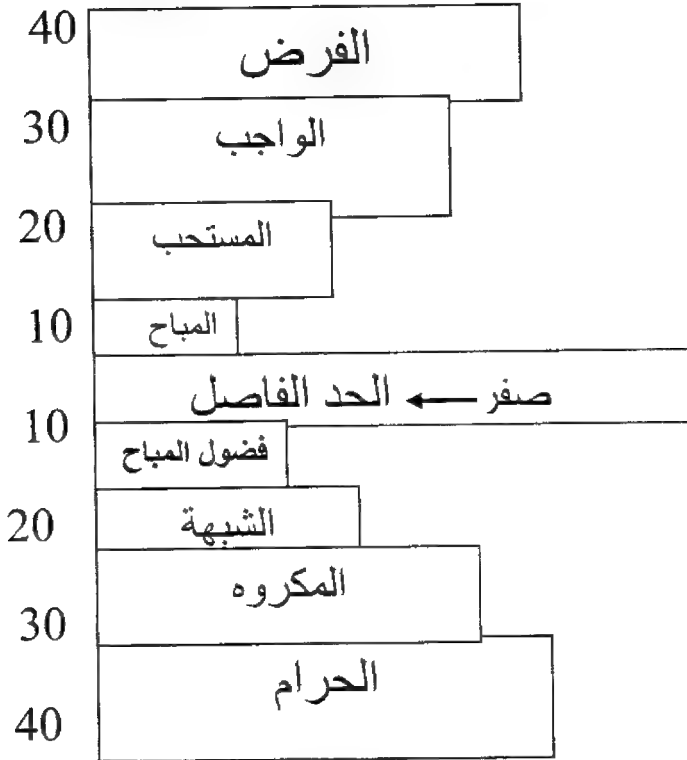 40
الفرض
30
الواجب
20
المستحب
10
المباح
صفر ← الحد الفاصل
10
فضول المباح
20
الشبهة
المكروه
30
الحرام
40